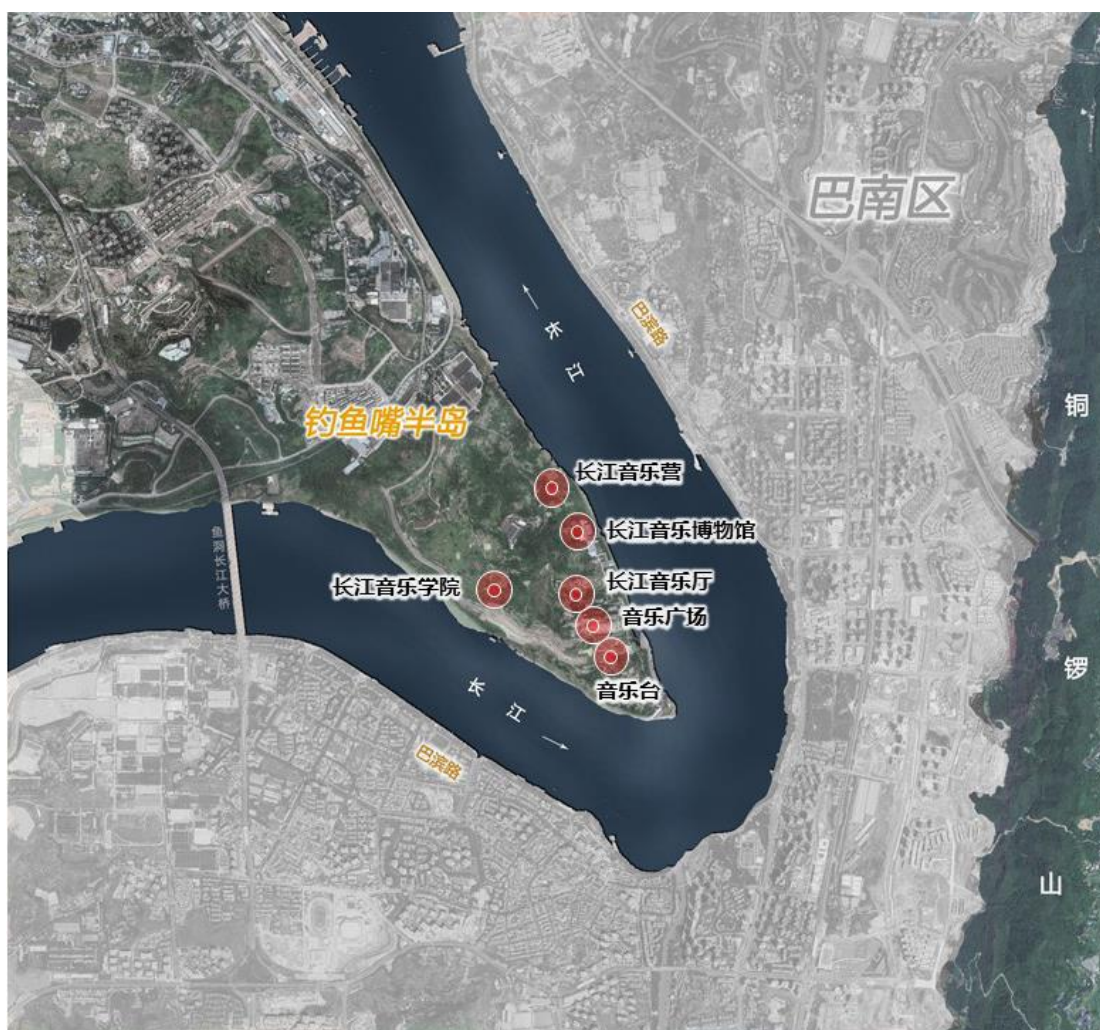 巴南区
巴滨路
长江
铜锣山
钓鱼嘴半岛
长江音乐营
长江音乐博物馆
鱼洞长江大桥
长江音乐学院
长江音乐厅
音乐广场
音乐台
长江
巴滨路